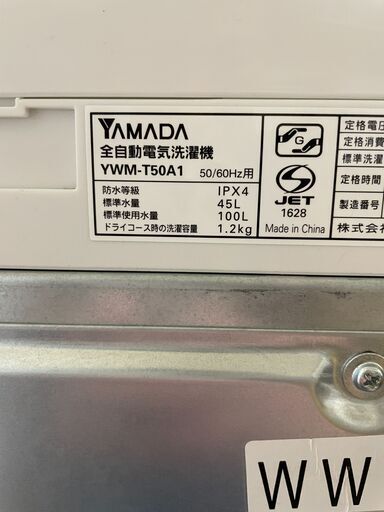 YAMADA
全自動電気洗濯機
YWM-T50A1 50/60Hz用
防水等級 IPX4
標準水量 45L
標準使用水量 100L
ドライコース時の洗濯容量 1.2kg
G
JET
1628
Made in China
定格電圧
定格消費
標準洗濯
定格時間
製造番号
株式会
WW